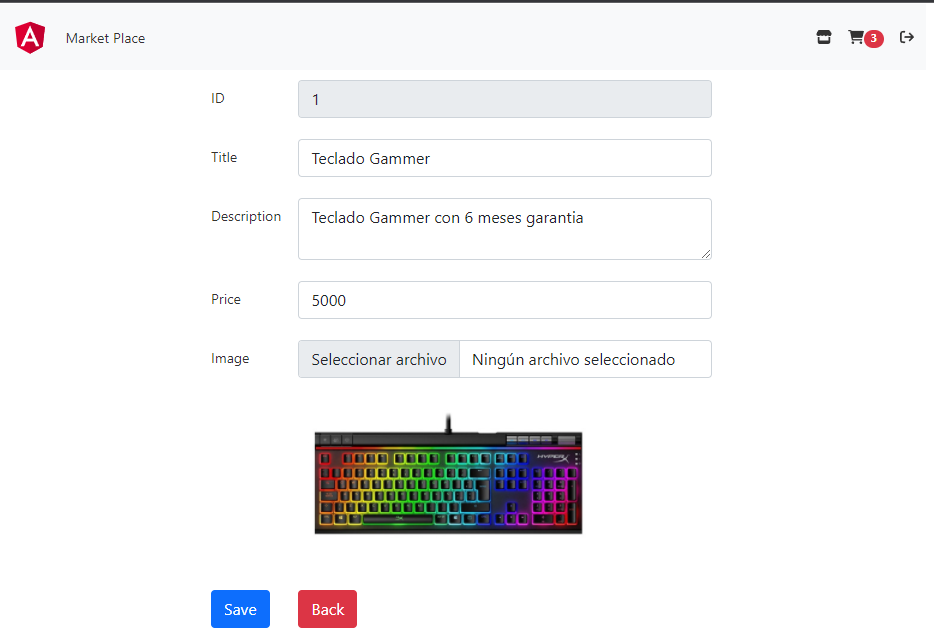 Market Place
3
ID
1
Title
Teclado Gammer
Description
Teclado Gammer con 6 meses garantia
Price
5000
Image
Seleccionar archivo
Ningún archivo seleccionado
HYPERX
Save
Back